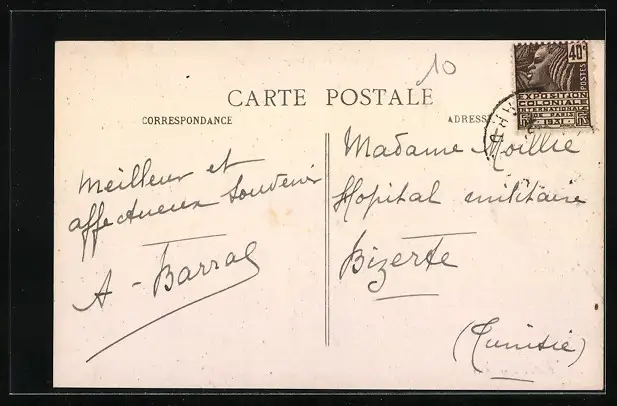 10
CARTE POSTALE
CORRESPONDANCE
ADRESSE
40c
POSTES
EXPOSITION
COLONIALE
INTERNATIONALE
PARIS
1931
Meilleur et
affectueux souvenir
A - Barral
Madame
Hopital militaire
Bizerte
(Tunisie)